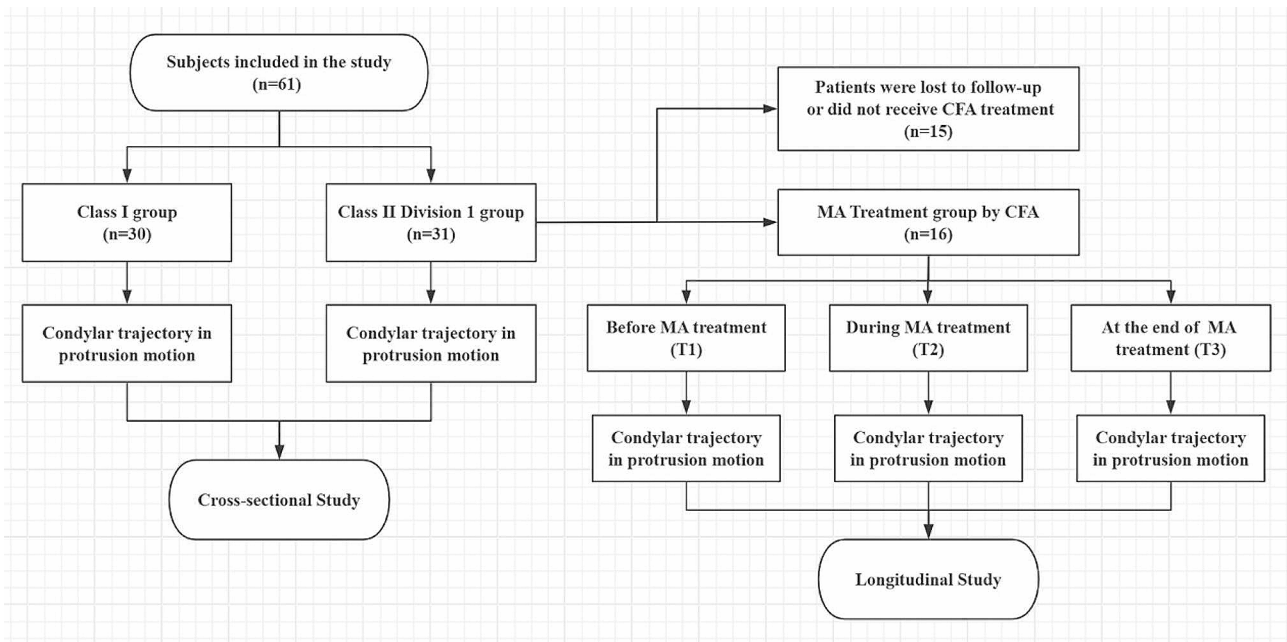 Subjects included in the study
(n=61)
Patients were lost to follow-up
or did not receive CFA treatment
(n=15)
Class I group
(n=30)
Class II Division 1 group
(n=31)
MA Treatment group by CFA
(n=16)
Condylar trajectory in
protrusion motion
Condylar trajectory in
protrusion motion
Before MA treatment
(T1)
During MA treatment
(T2)
At the end of MA
treatment (T3)
Condylar trajectory
in protrusion motion
Condylar trajectory
in protrusion motion
Condylar trajectory
in protrusion motion
Cross-sectional Study
Longitudinal Study